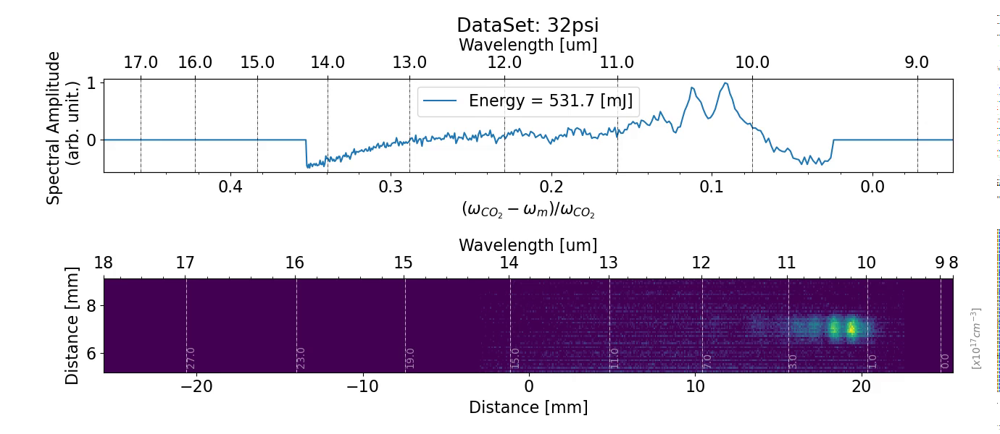 DataSet: 32psi
Wavelength [um]
17.0 16.0 15.0 14.0 13.0 12.0 11.0 10.0 9.0
Spectral Amplitude
(arb. unit.)
1
0
Energy = 531.7 [mJ]
0.4 0.3 0.2 0.1 0.0
(ω_{CO_2} − ω_m)/ω_{CO_2}
Wavelength [um]
18 17 16 15 14 13 12 11 10 9 8
Distance [mm]
8
6
27.0 23.0 19.0 15.0 11.0 7.0 3.0 1.0 0.0
[x10^{17}cm^{−3}]
−20 −10 0 10 20
Distance [mm]